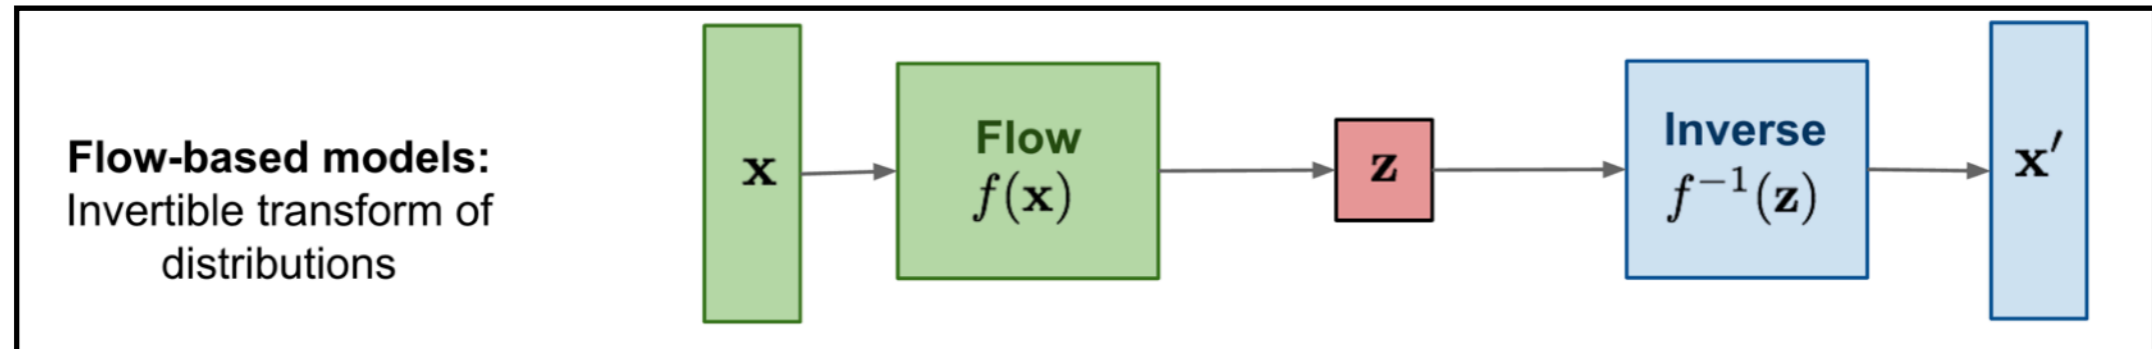 Flow-based models:
Invertible transform of
distributions
x
Flow
f(x)
z
Inverse
f⁻¹(z)
x′